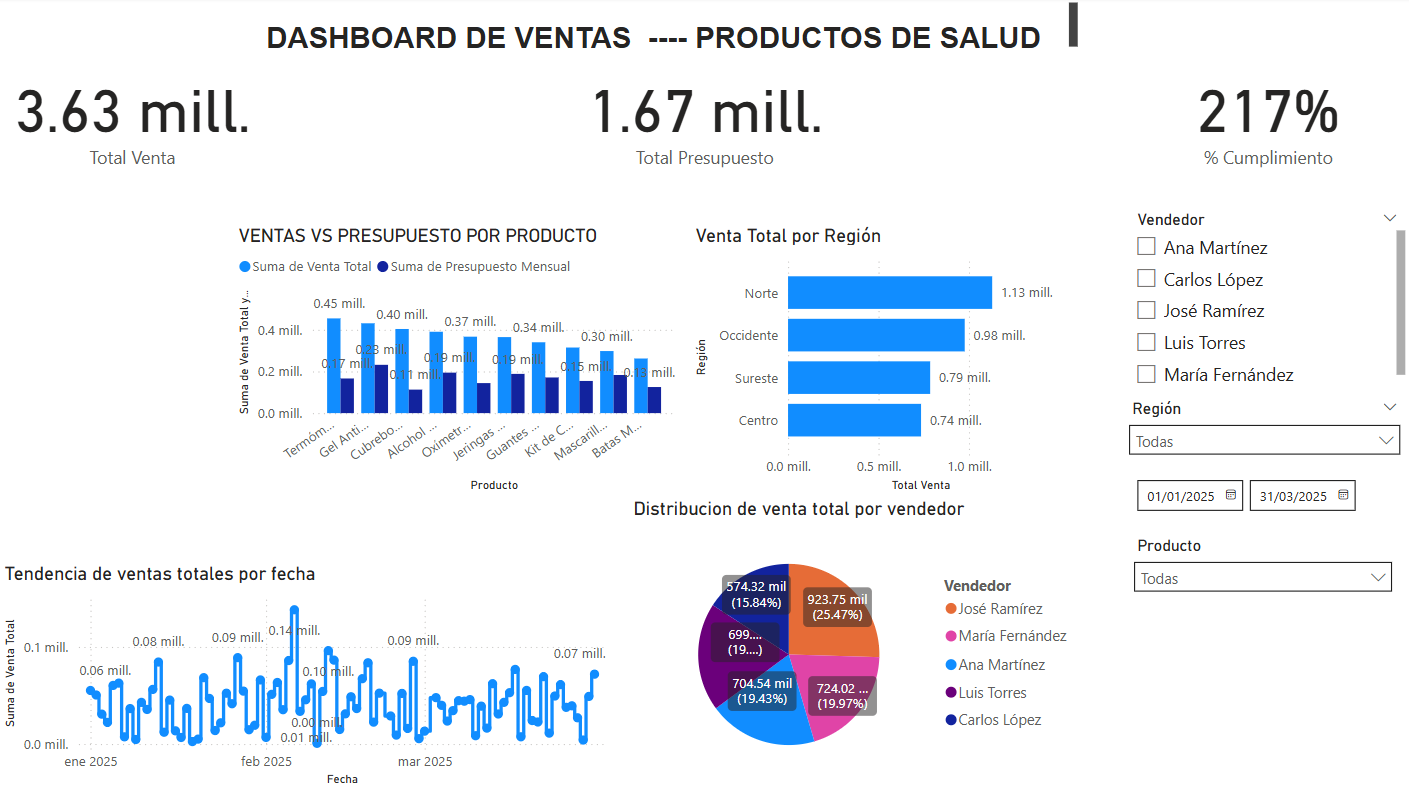 DASHBOARD DE VENTAS ---- PRODUCTOS DE SALUD
3.63 mill.
Total Venta
1.67 mill.
Total Presupuesto
217%
% Cumplimiento
VENTAS VS PRESUPUESTO POR PRODUCTO
Suma de Venta Total
Suma de Presupuesto Mensual
Suma de Venta Total y...
0.4 mill.
0.2 mill.
0.0 mill.
0.45 mill.
0.40 mill.
0.37 mill.
0.34 mill.
0.30 mill.
0.17 mill.
0.23 mill.
0.11 mill.
0.19 mill.
0.19 mill.
0.15 mill.
0.13 mill.
Termóm...
Gel Anti...
Cubrebo...
Alcohol ...
Oxímetr...
Jeringas ...
Guantes ...
Kit de C...
Mascarill...
Batas M...
Producto
Venta Total por Región
Región
Norte
1.13 mill.
Occidente
0.98 mill.
Sureste
0.79 mill.
Centro
0.74 mill.
0.0 mill.
0.5 mill.
1.0 mill.
Total Venta
Vendedor
Ana Martínez
Carlos López
José Ramírez
Luis Torres
María Fernández
Región
Todas
01/01/2025
31/03/2025
Producto
Todas
Tendencia de ventas totales por fecha
Suma de Venta Total
0.1 mill.
0.0 mill.
0.06 mill.
0.08 mill.
0.09 mill.
0.14 mill.
0.10 mill.
0.00 mill.
0.01 mill.
0.09 mill.
0.07 mill.
ene 2025
feb 2025
mar 2025
Fecha
Distribucion de venta total por vendedor
574.32 mil
(15.84%)
923.75 mil
(25.47%)
699....
(19....)
704.54 mil
(19.43%)
724.02 ...
(19.97%)
Vendedor
José Ramírez
María Fernández
Ana Martínez
Luis Torres
Carlos López